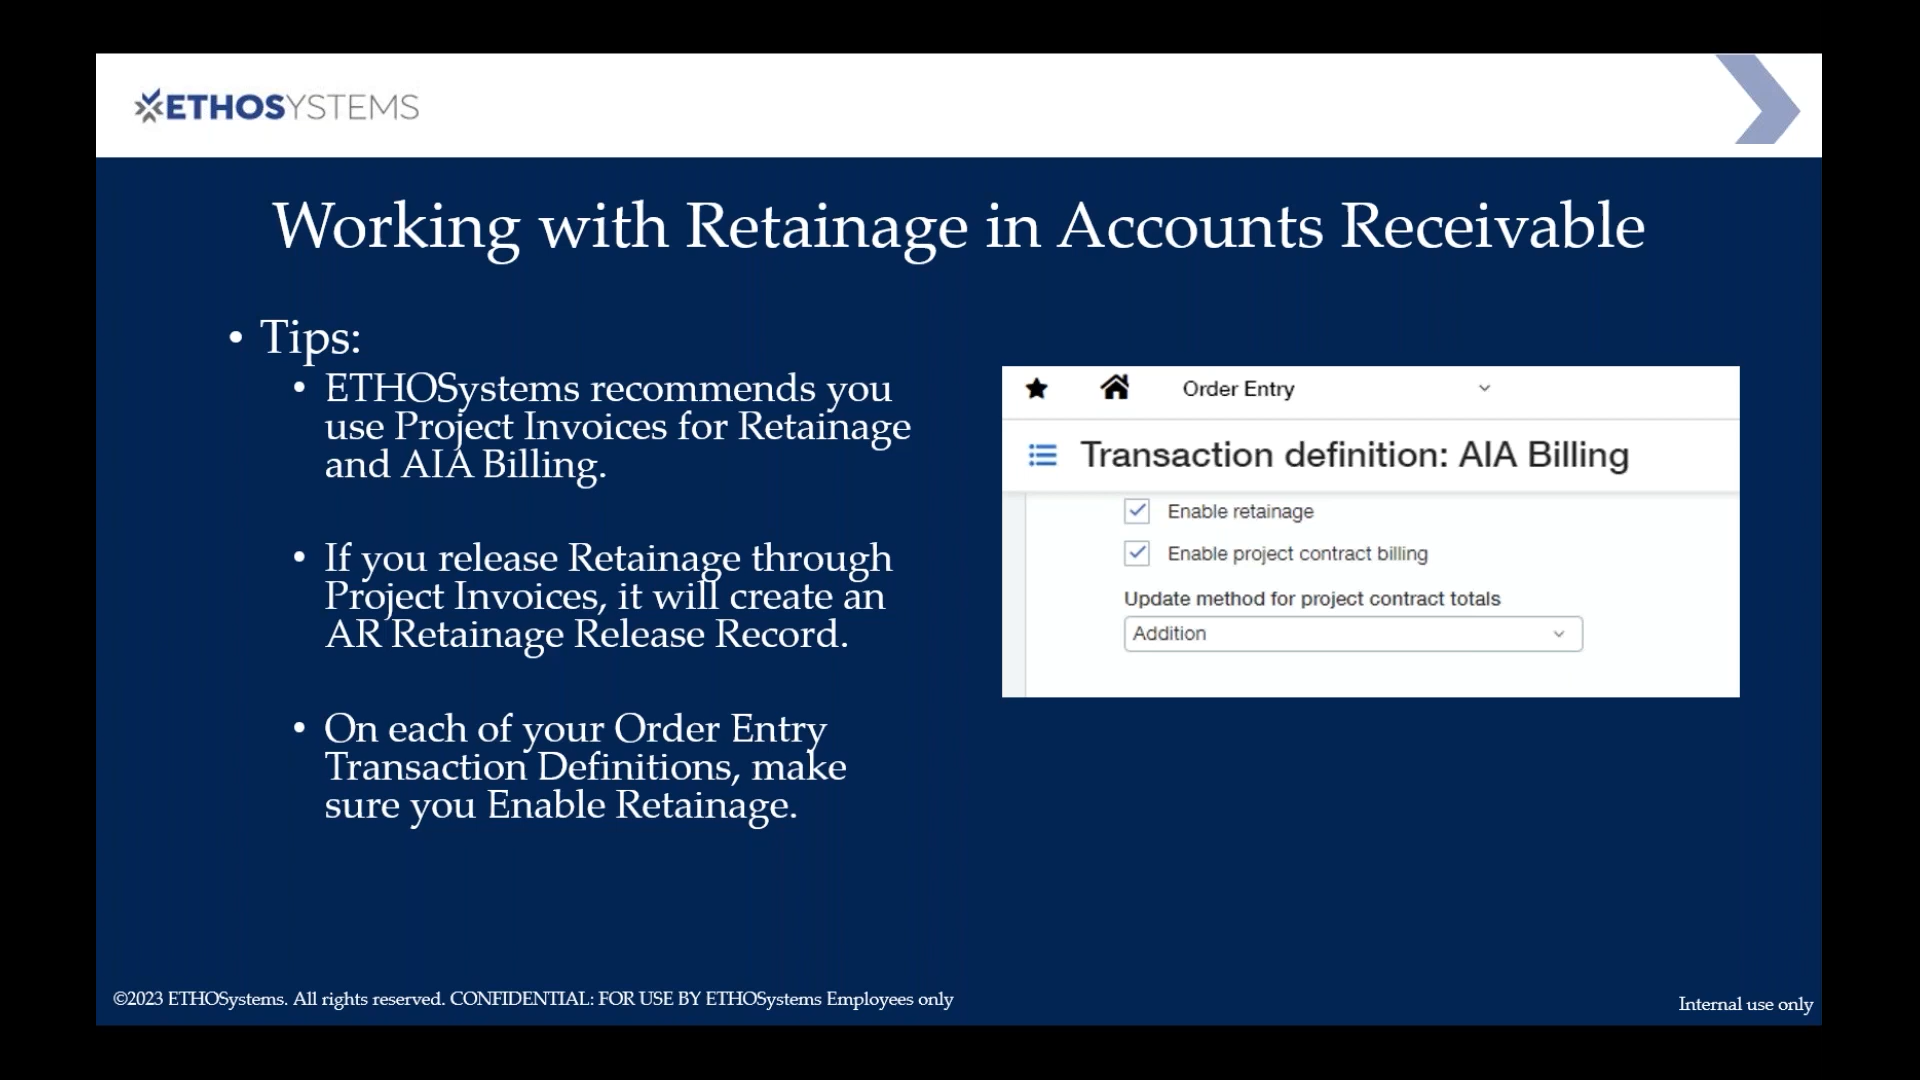 ETHOSYSTEMS
Working with Retainage in Accounts Receivable
• Tips:
• ETHOSystems recommends you
use Project Invoices for Retainage
and AIA Billing.
• If you release Retainage through
Project Invoices, it will create an
AR Retainage Release Record.
• On each of your Order Entry
Transaction Definitions, make
sure you Enable Retainage.
Order Entry
Transaction definition: AIA Billing
Enable retainage
Enable project contract billing
Update method for project contract totals
Addition
©2023 ETHOSystems. All rights reserved. CONFIDENTIAL: FOR USE BY ETHOSystems Employees only
Internal use only